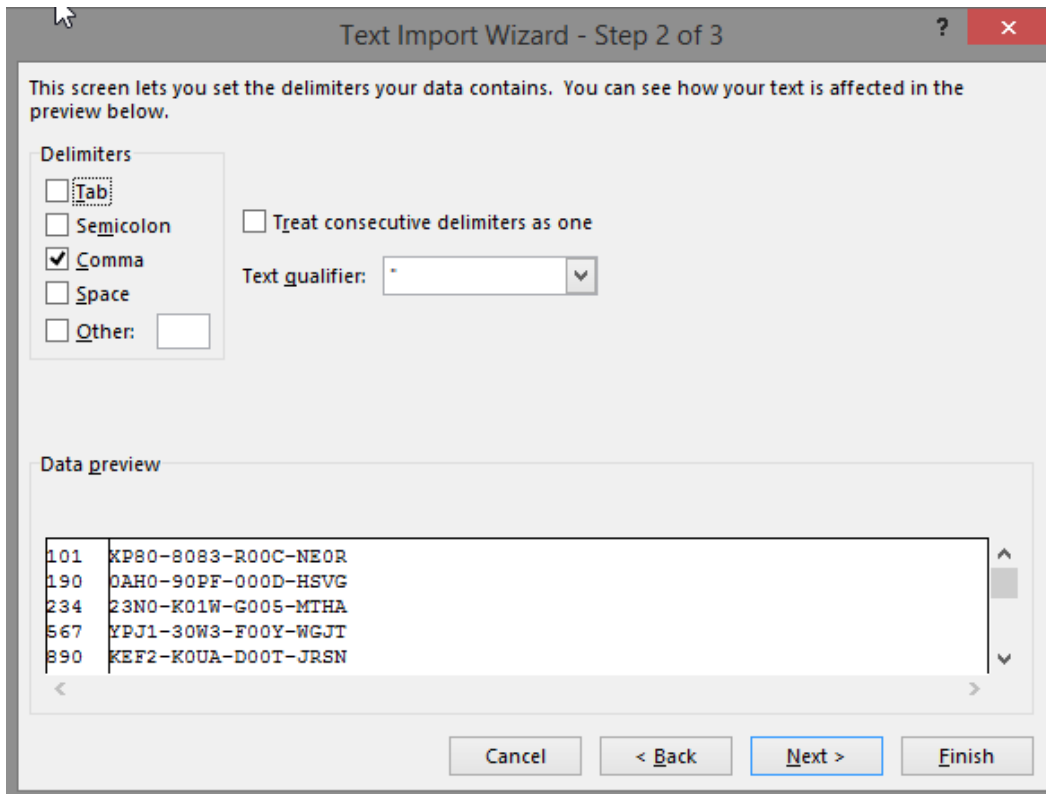 Text Import Wizard - Step 2 of 3
?
×
This screen lets you set the delimiters your data contains. You can see how your text is affected in the
preview below.
Delimiters
Tab
Semicolon
Comma
Space
Other:
Treat consecutive delimiters as one
Text qualifier: "
Data preview
101 XP80-8083-R00C-NE0R
190 0AH0-90PF-000D-HSVG
234 23N0-K01W-G005-MTHA
567 YPJ1-30W3-F00Y-WGJT
890 KEF2-K0UA-D00T-JRSN
Cancel
< Back
Next >
Finish